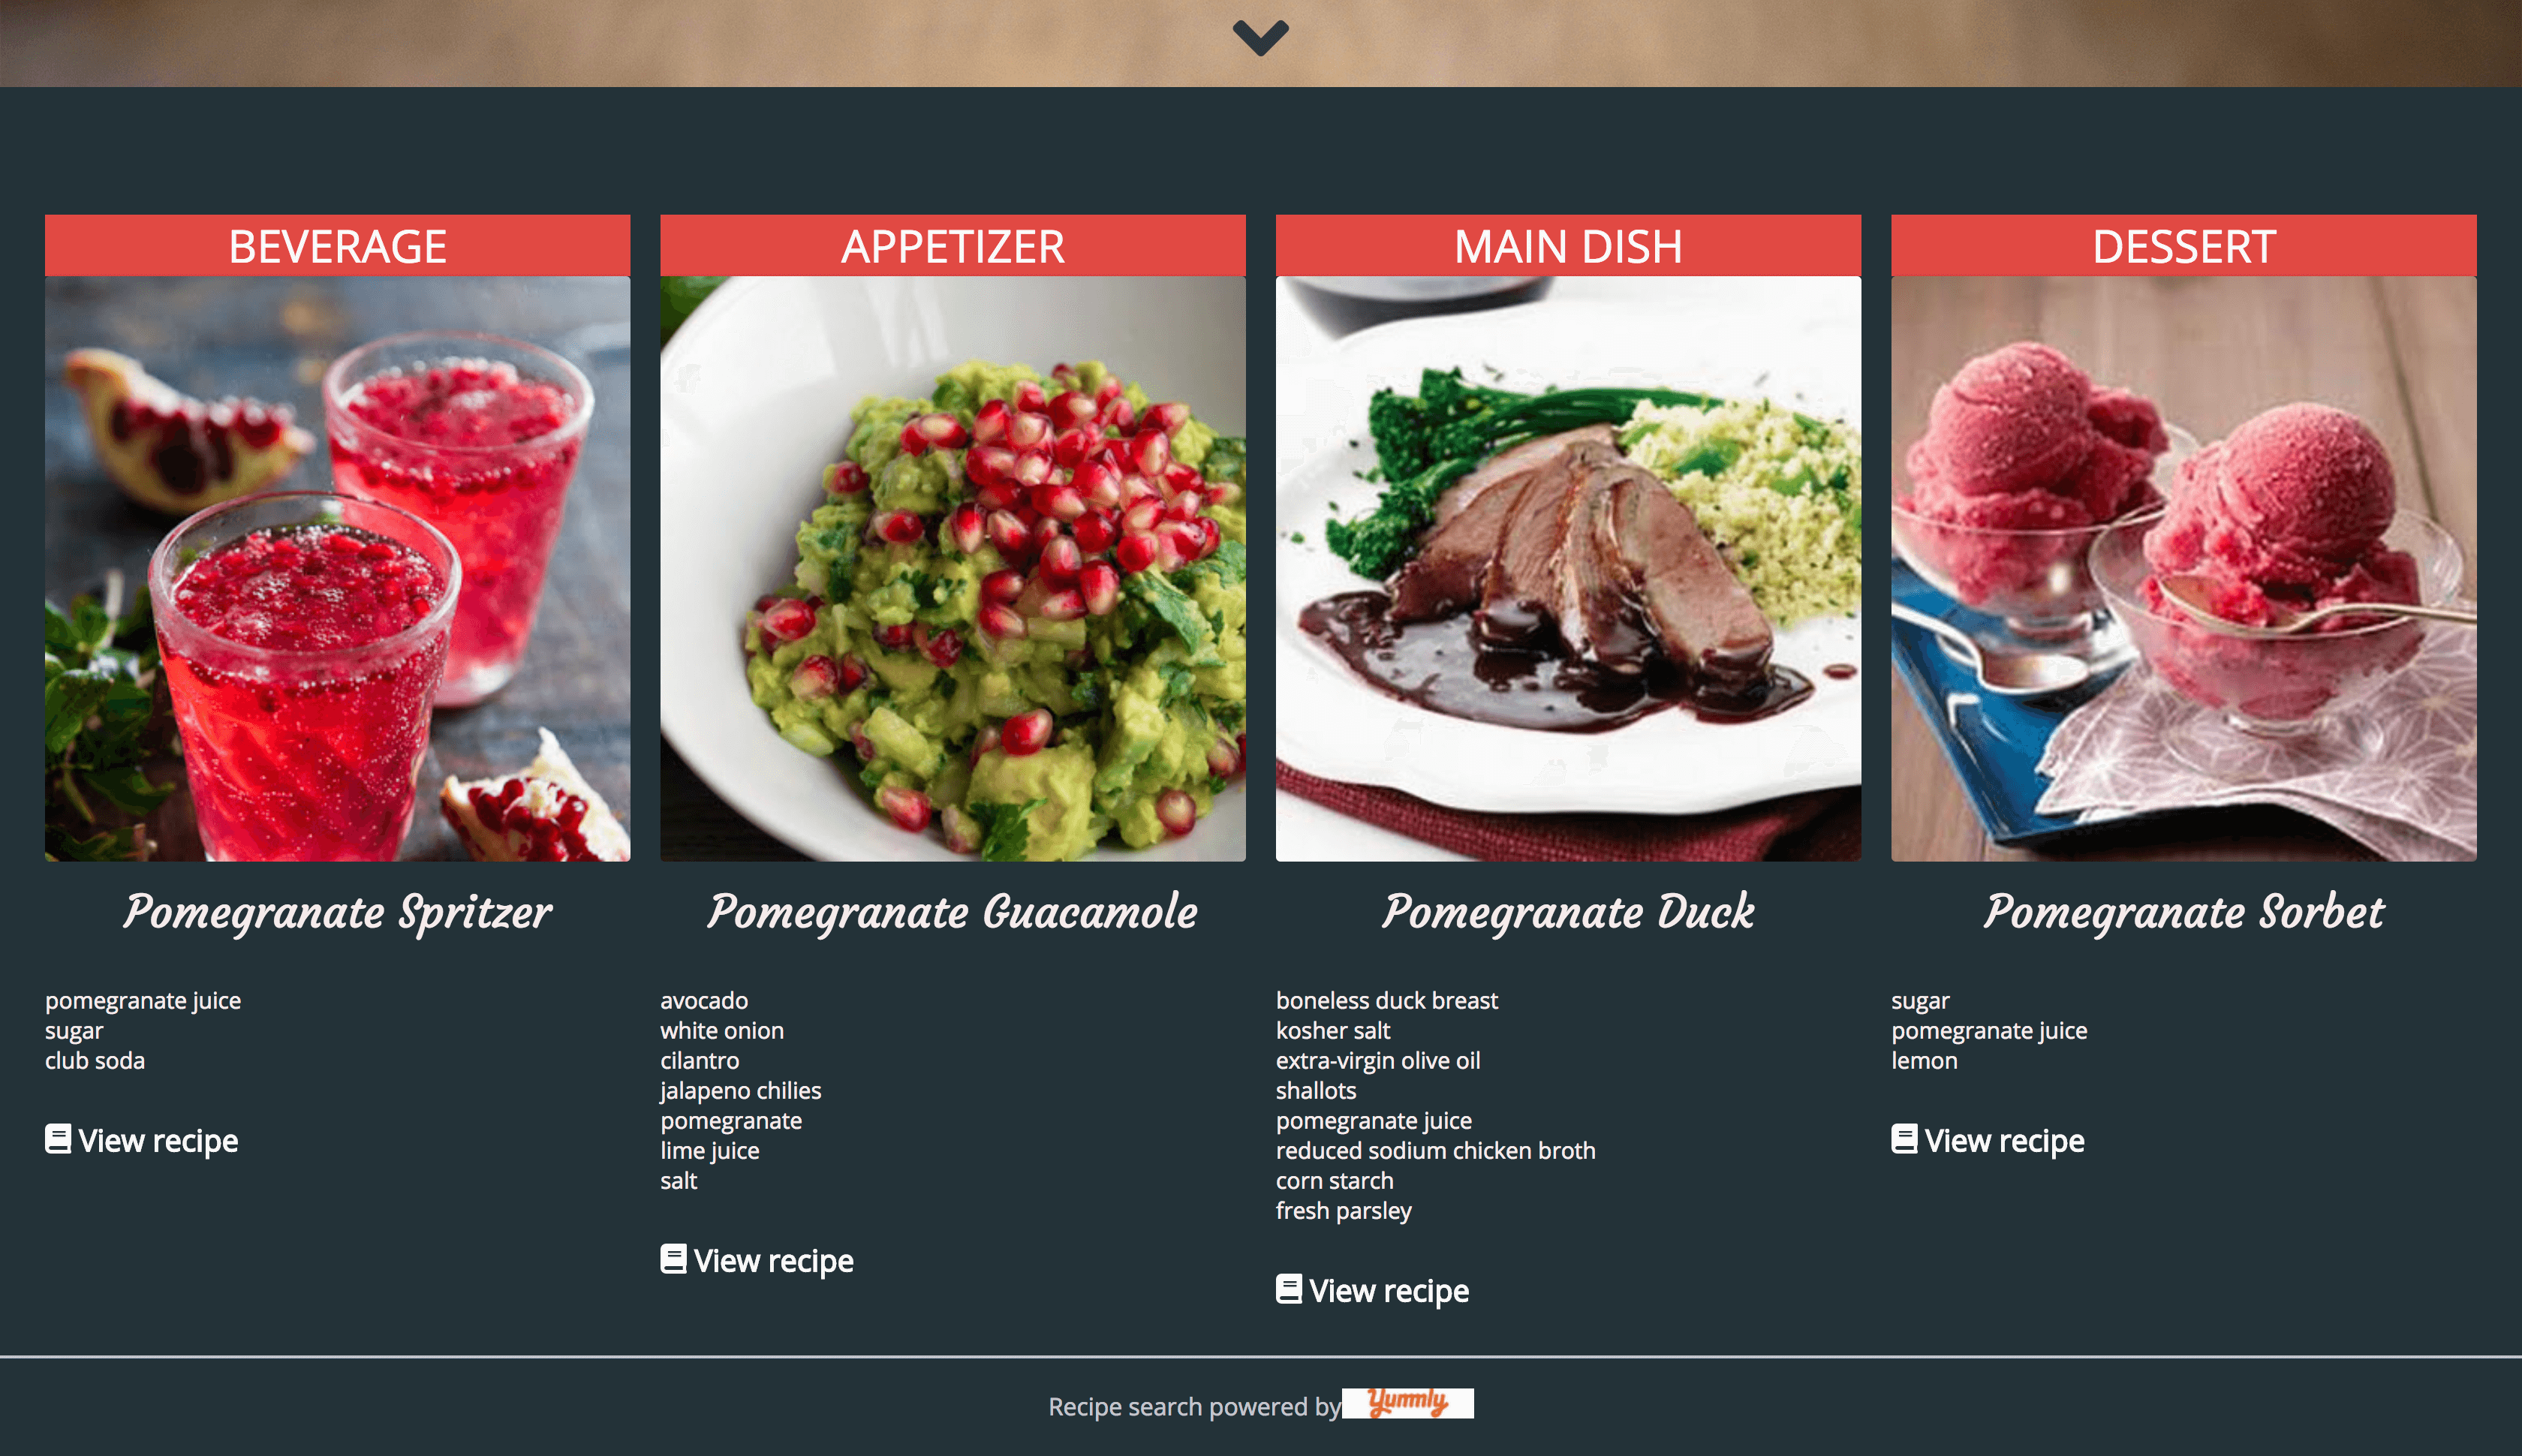 BEVERAGE
Pomegranate Spritzer
pomegranate juice
sugar
club soda
View recipe
APPETIZER
Pomegranate Guacamole
avocado
white onion
cilantro
jalapeno chilies
pomegranate
lime juice
salt
View recipe
MAIN DISH
Pomegranate Duck
boneless duck breast
kosher salt
extra-virgin olive oil
shallots
pomegranate juice
reduced sodium chicken broth
corn starch
fresh parsley
View recipe
DESSERT
Pomegranate Sorbet
sugar
pomegranate juice
lemon
View recipe
Recipe search powered by Yummly